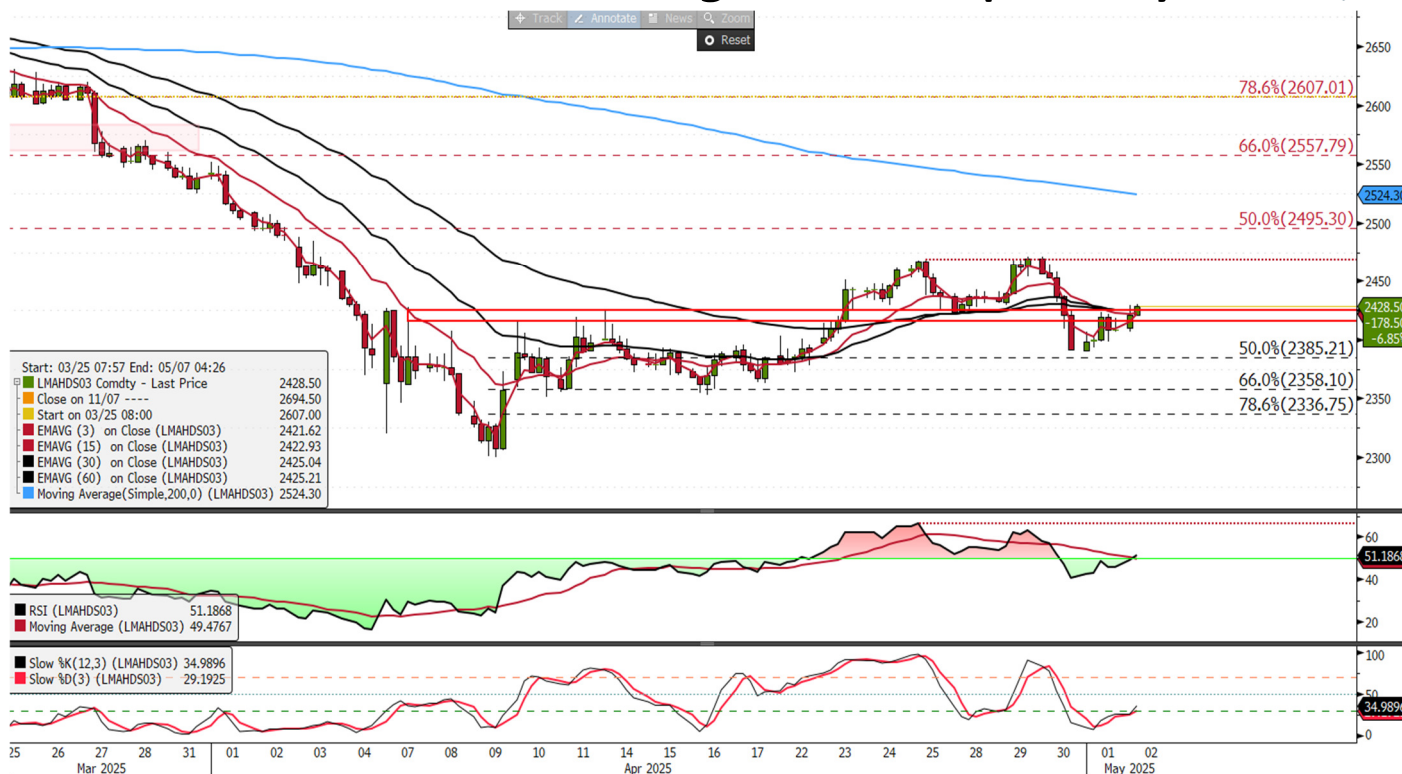 Track Annotate News Zoom
Reset
2650
78.6%(2607.01)
2600
66.0%(2557.79)
2550
2524.30
50.0%(2495.30)
2500
2450
2428.50
178.50
-6.85
50.0%(2385.21)
66.0%(2358.10)
2350
78.6%(2336.75)
2300
Start: 03/25 07:57 End: 05/07 04:26
LMAHDS03 Comdty - Last Price 2428.50
Close on 11/07 ---- 2694.50
Start on 03/25 08:00 2607.00
EMAVG (3) on Close (LMAHDS03) 2421.62
EMAVG (15) on Close (LMAHDS03) 2422.93
EMAVG (30) on Close (LMAHDS03) 2425.04
EMAVG (60) on Close (LMAHDS03) 2425.21
Moving Average(Simple,200,0) (LMAHDS03) 2524.30
60
51.1868
40
20
RSI (LMAHDS03) 51.1868
Moving Average (LMAHDS03) 49.4767
Slow %K(12,3) (LMAHDS03) 34.9896
Slow %D(3) (LMAHDS03) 29.1925
100
50
34.9896
0
25 26 27 28 31 01 02 03 04 07 08 09 10 11 14 15 16 17 22 23 24 25 28 29 30 01 02
Mar 2025 Apr 2025 May 2025